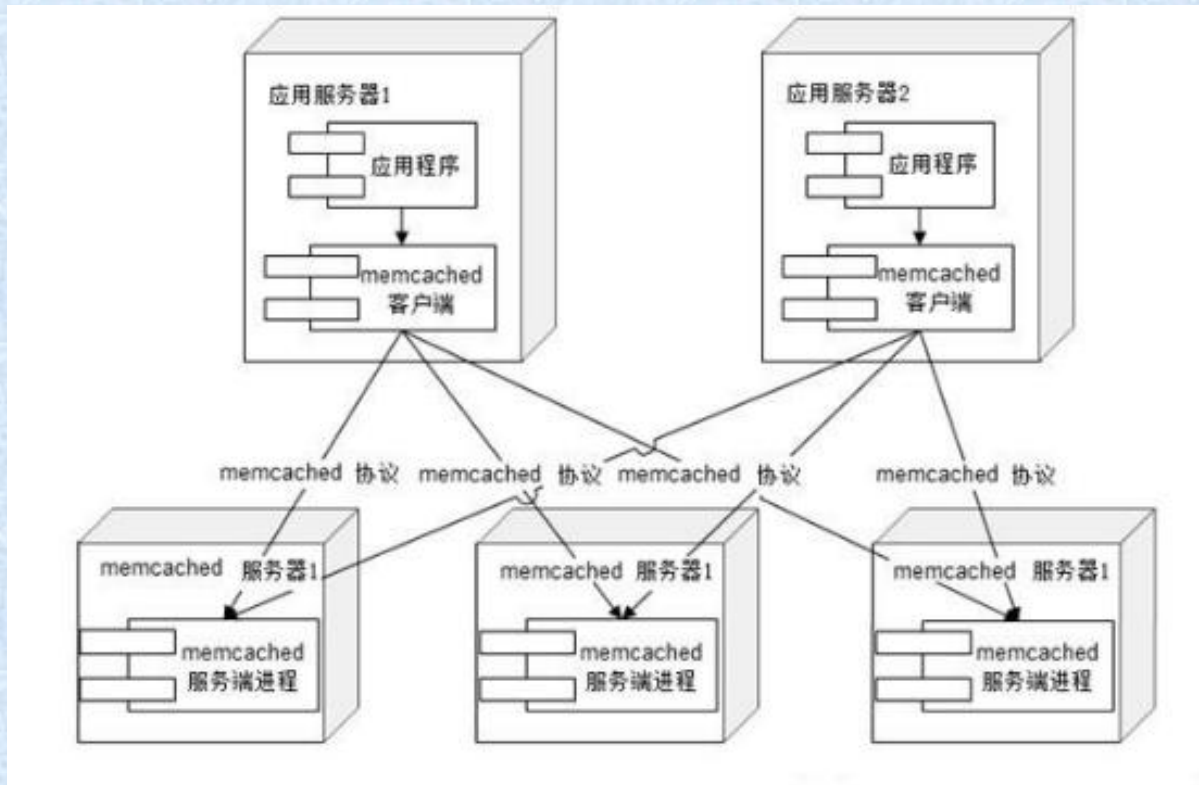 应用服务器1
应用服务器2
应用程序
应用程序
memcached
客户端
memcached
客户端
memcached 协议
memcached 协议
memcached 协议
memcached 协议
memcached 服务器1
memcached 服务器1
memcached 服务器1
memcached
服务端进程
memcached
服务端进程
memcached
服务端进程